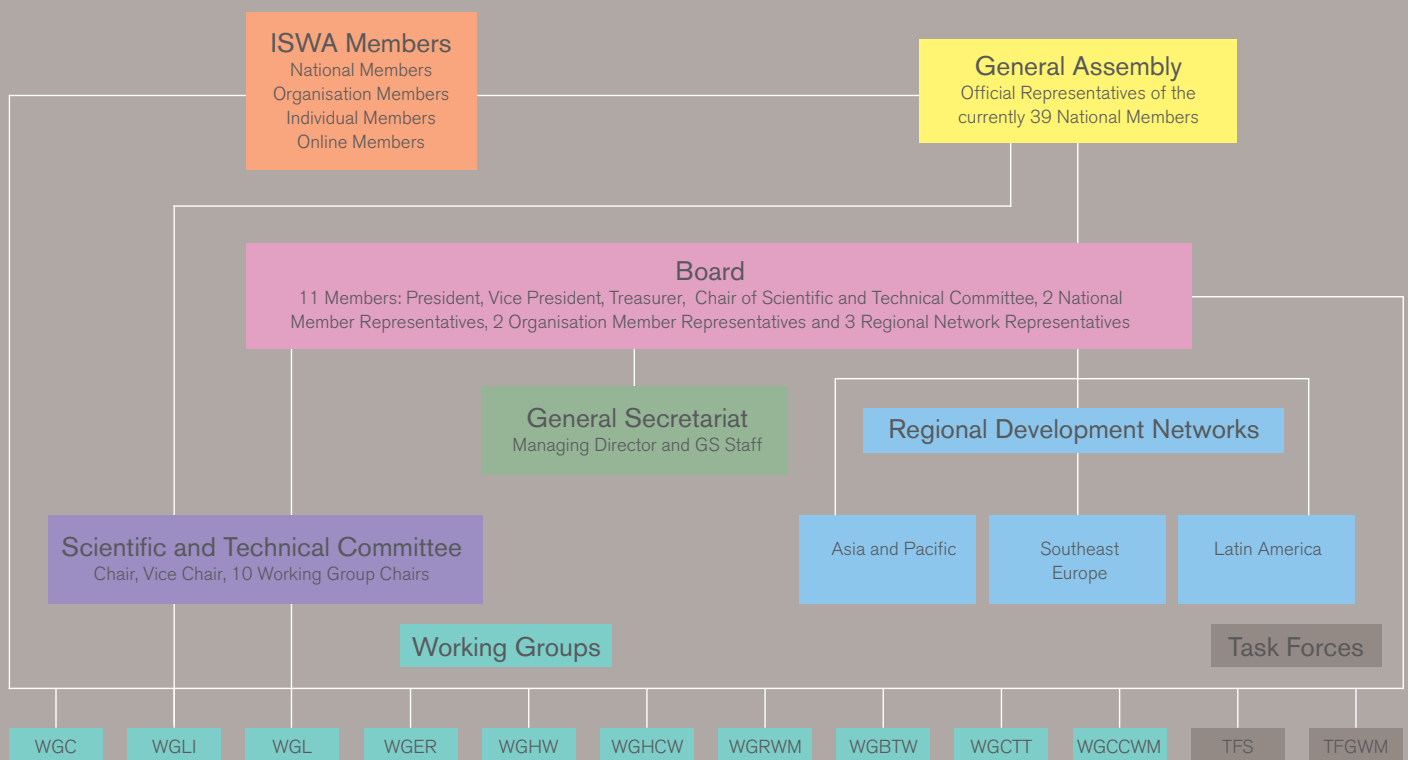 ISWA Members
National Members
Organisation Members
Individual Members
Online Members
General Assembly
Official Representatives of the
currently 39 National Members
Board
11 Members: President, Vice President, Treasurer, Chair of Scientific and Technical Committee, 2 National
Member Representatives, 2 Organisation Member Representatives and 3 Regional Network Representatives
General Secretariat
Managing Director and GS Staff
Regional Development Networks
Scientific and Technical Committee
Chair, Vice Chair, 10 Working Group Chairs
Asia and Pacific
Southeast
Europe
Latin America
Working Groups
Task Forces
WGC
WGLI
WGL
WGER
WGHW
WGHCW
WGRWM
WGBTW
WGCTT
WGCCWM
TFS
TFGWM